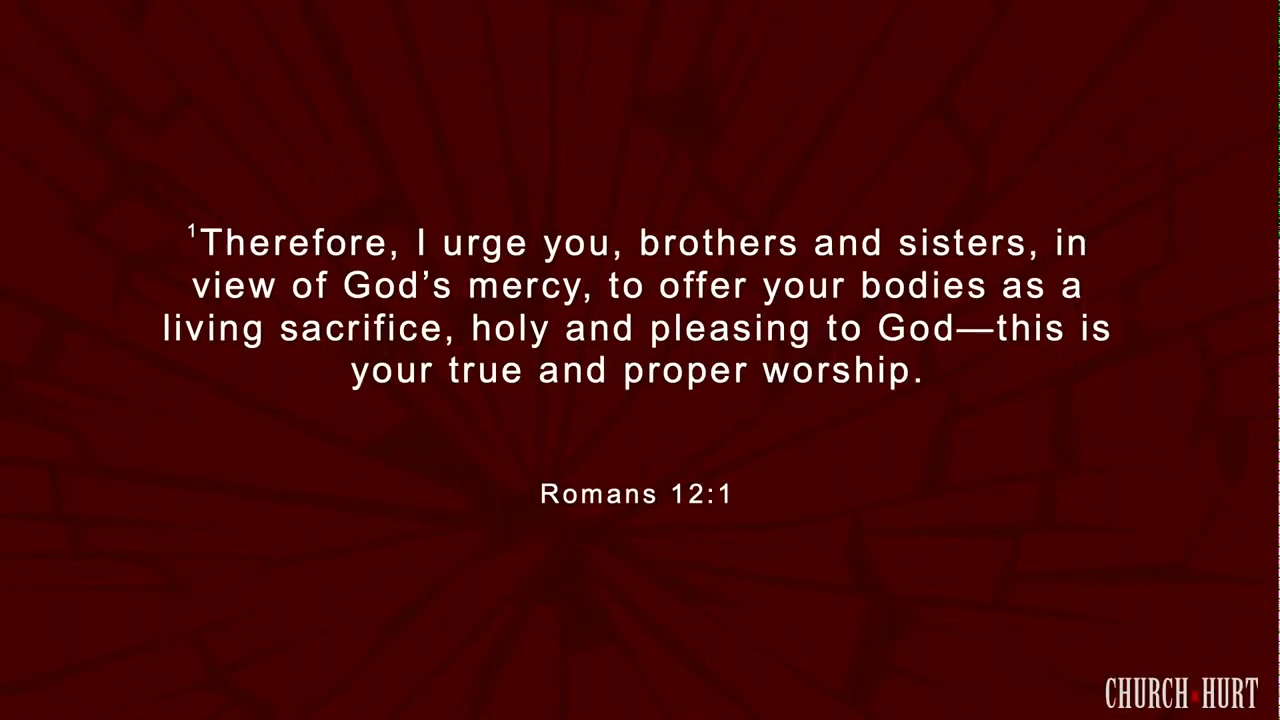 ¹Therefore, I urge you, brothers and sisters, in
view of God’s mercy, to offer your bodies as a
living sacrifice, holy and pleasing to God—this is
your true and proper worship.
Romans 12:1
CHURCH HURT